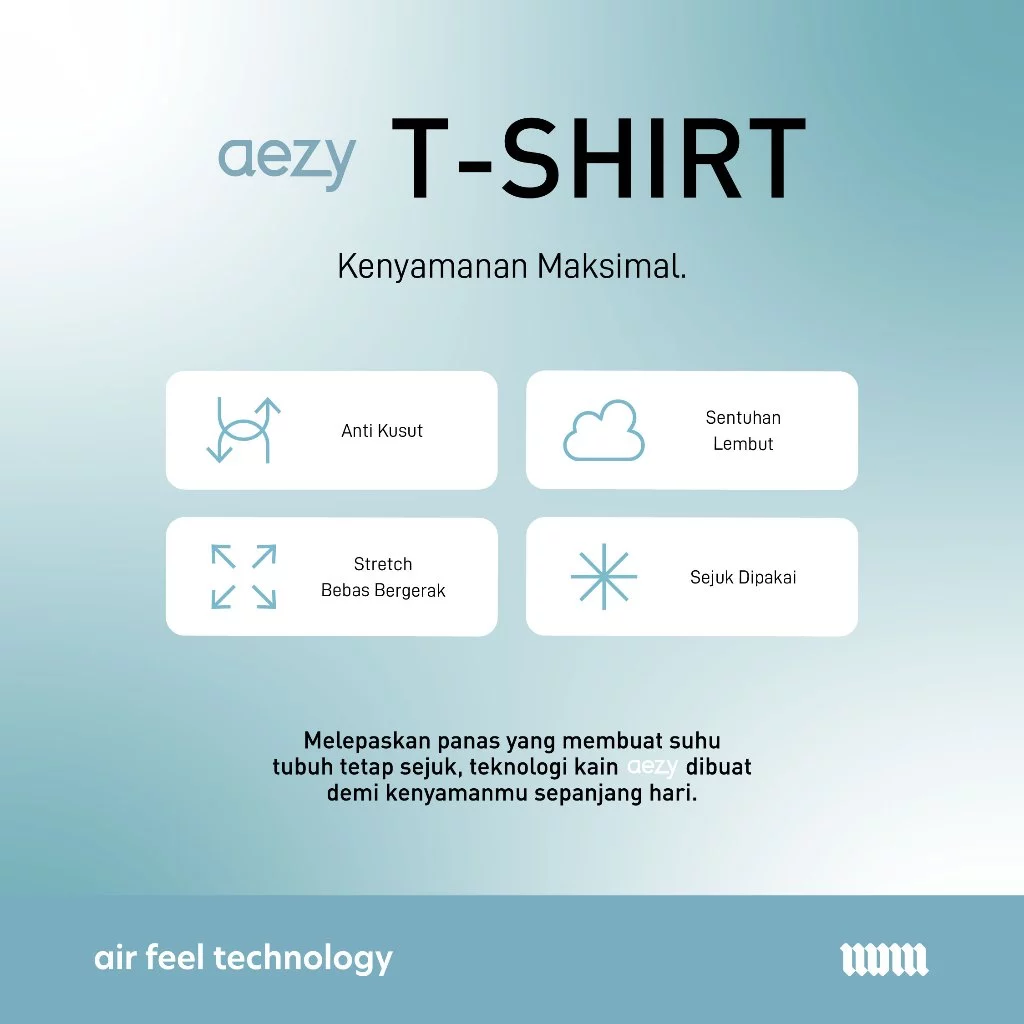 aezy T-SHIRT
Kenyamanan Maksimal.
Anti Kusut
Sentuhan
Lembut
Stretch
Bebas Bergerak
Sejuk Dipakai
Melepaskan panas yang membuat suhu
tubuh tetap sejuk, teknologi kain aezy dibuat
demi kenyamanmu sepanjang hari.
air feel technology